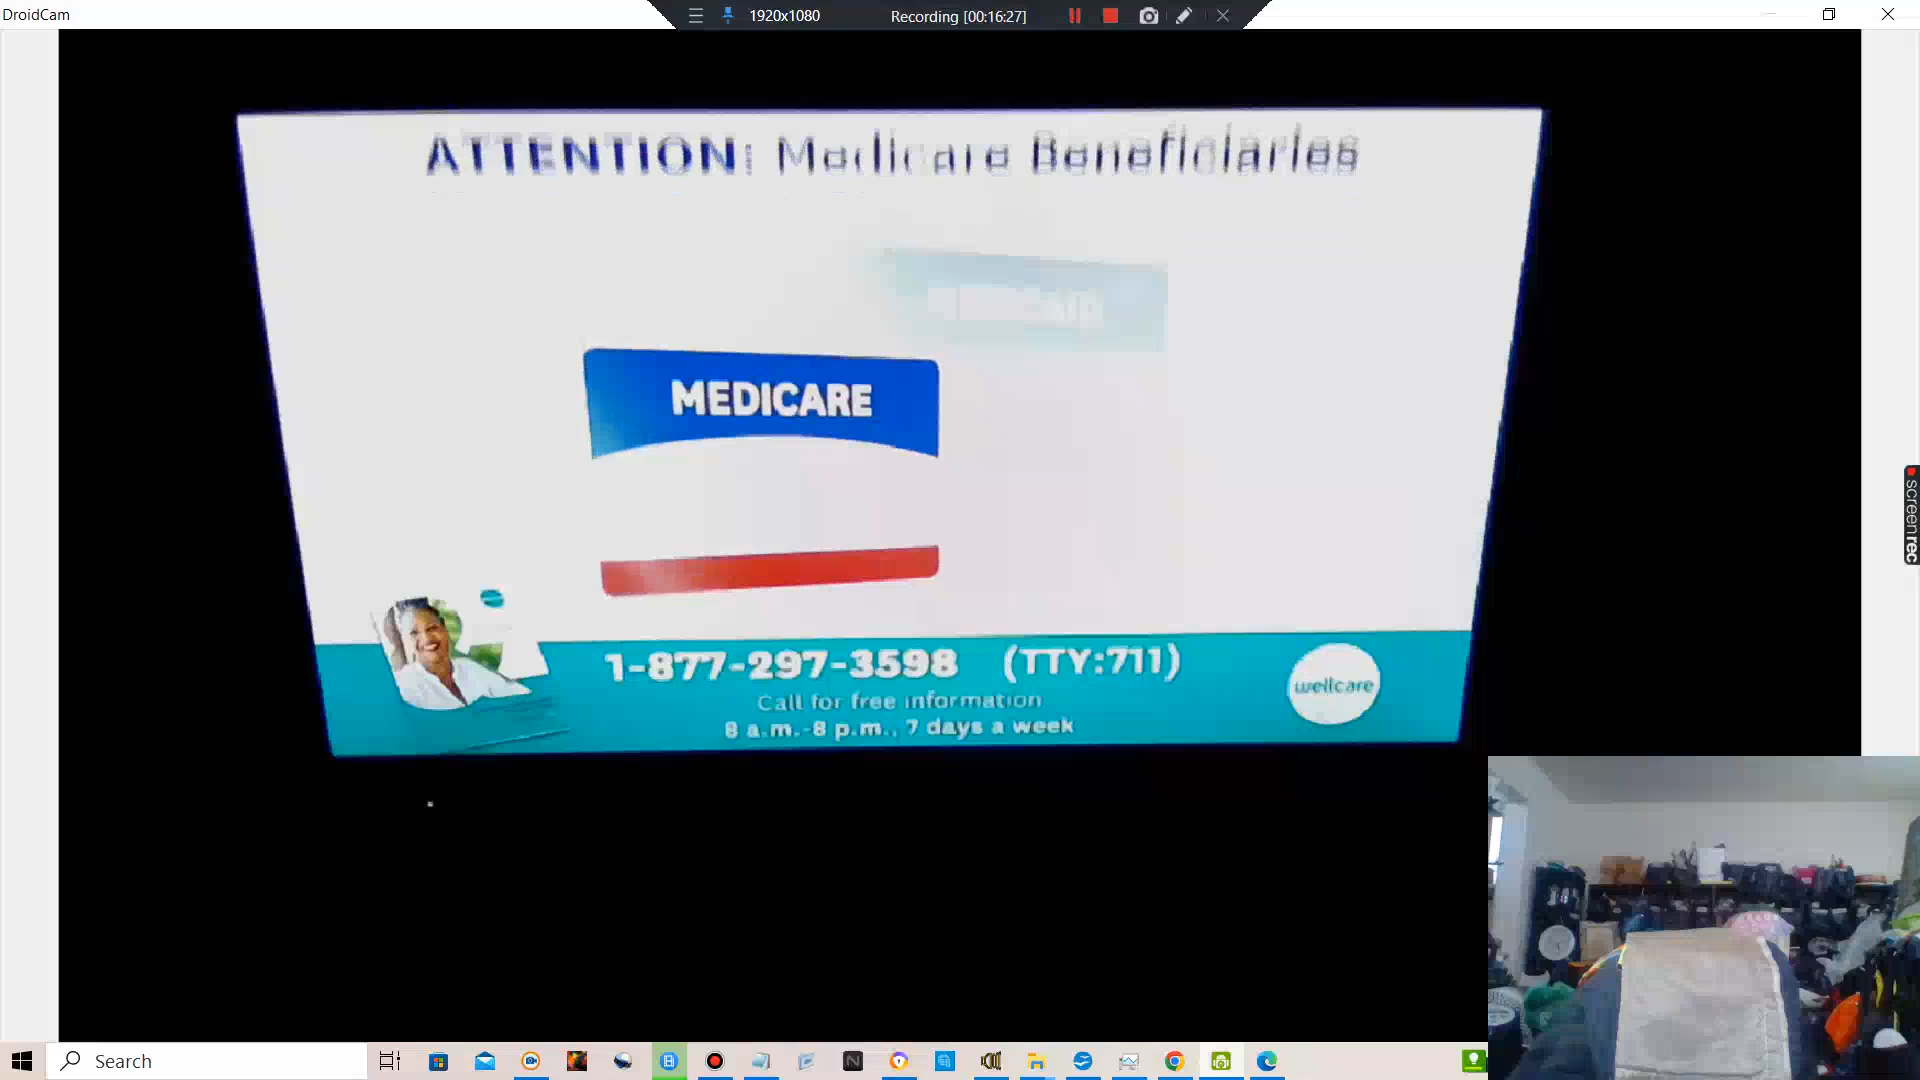 DroidCam
1920x1080
Recording [00:16:27]
ATTENTION: Medicare Beneficiaries
MEDICAID
MEDICARE
1-877-297-3598 (TTY:711)
Call for free information
8 a.m.-8 p.m., 7 days a week
wellcare
screenrec
Search